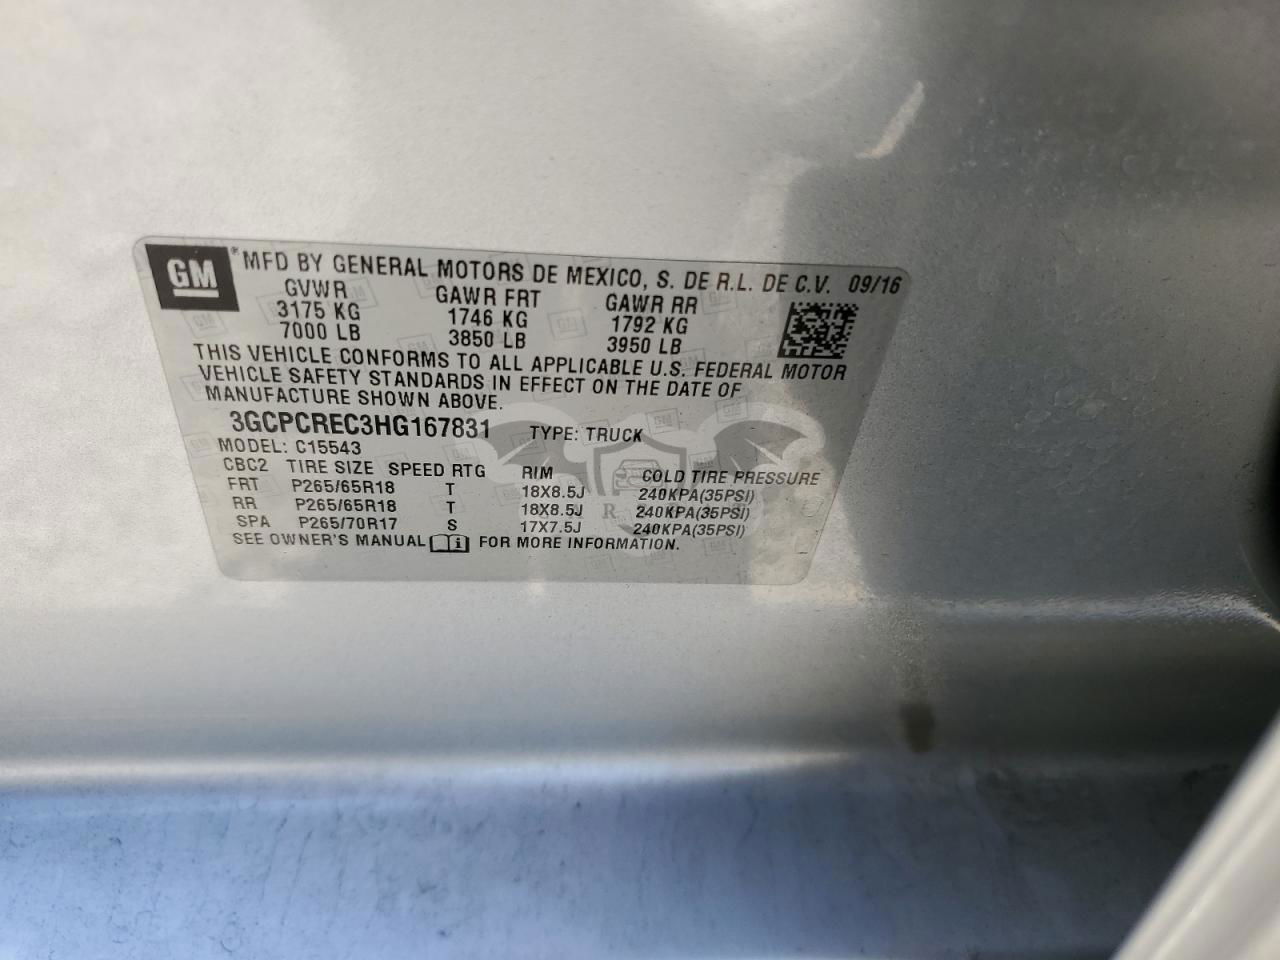 GM
*MFD BY GENERAL MOTORS DE MEXICO, S. DE R.L. DE C.V. 09/16
GVWR GAWR FRT GAWR RR
3175 KG 1746 KG 1792 KG
7000 LB 3850 LB 3950 LB
THIS VEHICLE CONFORMS TO ALL APPLICABLE U.S. FEDERAL MOTOR
VEHICLE SAFETY STANDARDS IN EFFECT ON THE DATE OF
MANUFACTURE SHOWN ABOVE.
3GCPCREC3HG167831 TYPE: TRUCK
MODEL: C15543
CBC2 TIRE SIZE SPEED RTG RIM COLD TIRE PRESSURE
FRT P265/65R18 T 18X8.5J 240KPA(35PSI)
RR P265/65R18 T 18X8.5J 240KPA(35PSI)
SPA P265/70R17 S 17X7.5J 240KPA(35PSI)
SEE OWNER'S MANUAL FOR MORE INFORMATION.